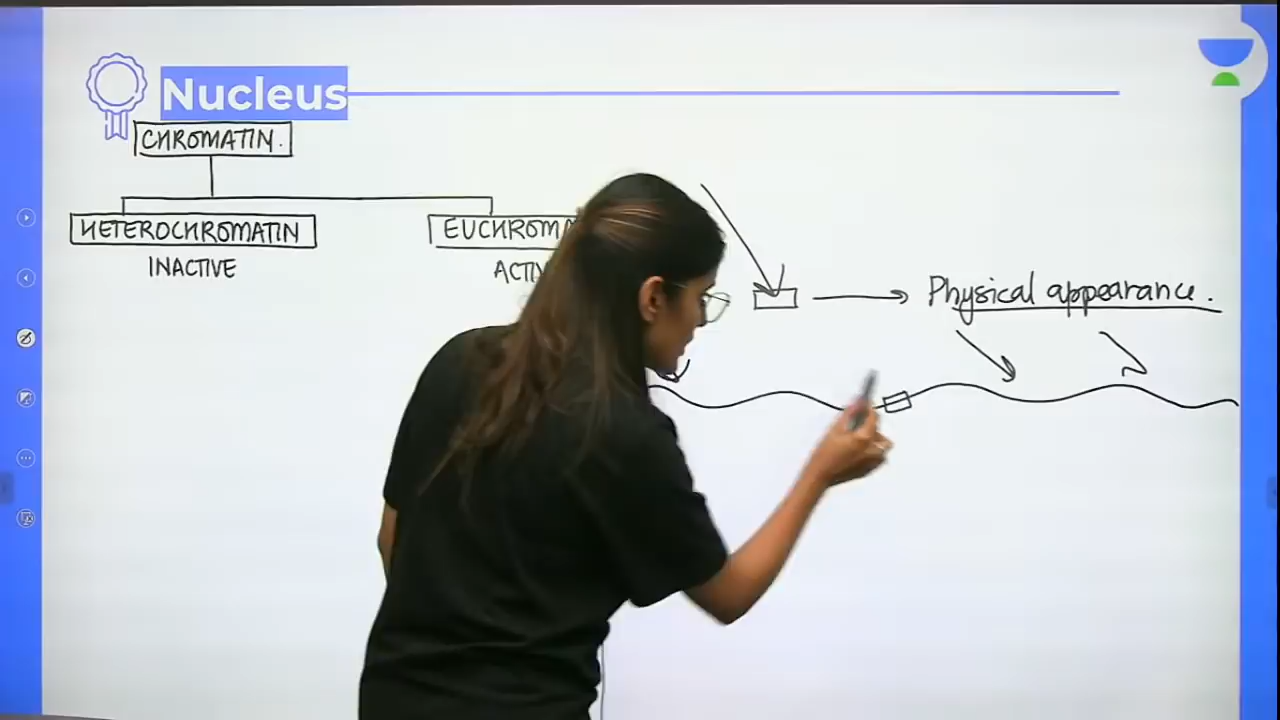 Nucleus
CHROMATIN.
HETEROCHROMATIN
INACTIVE
Physical appearance.